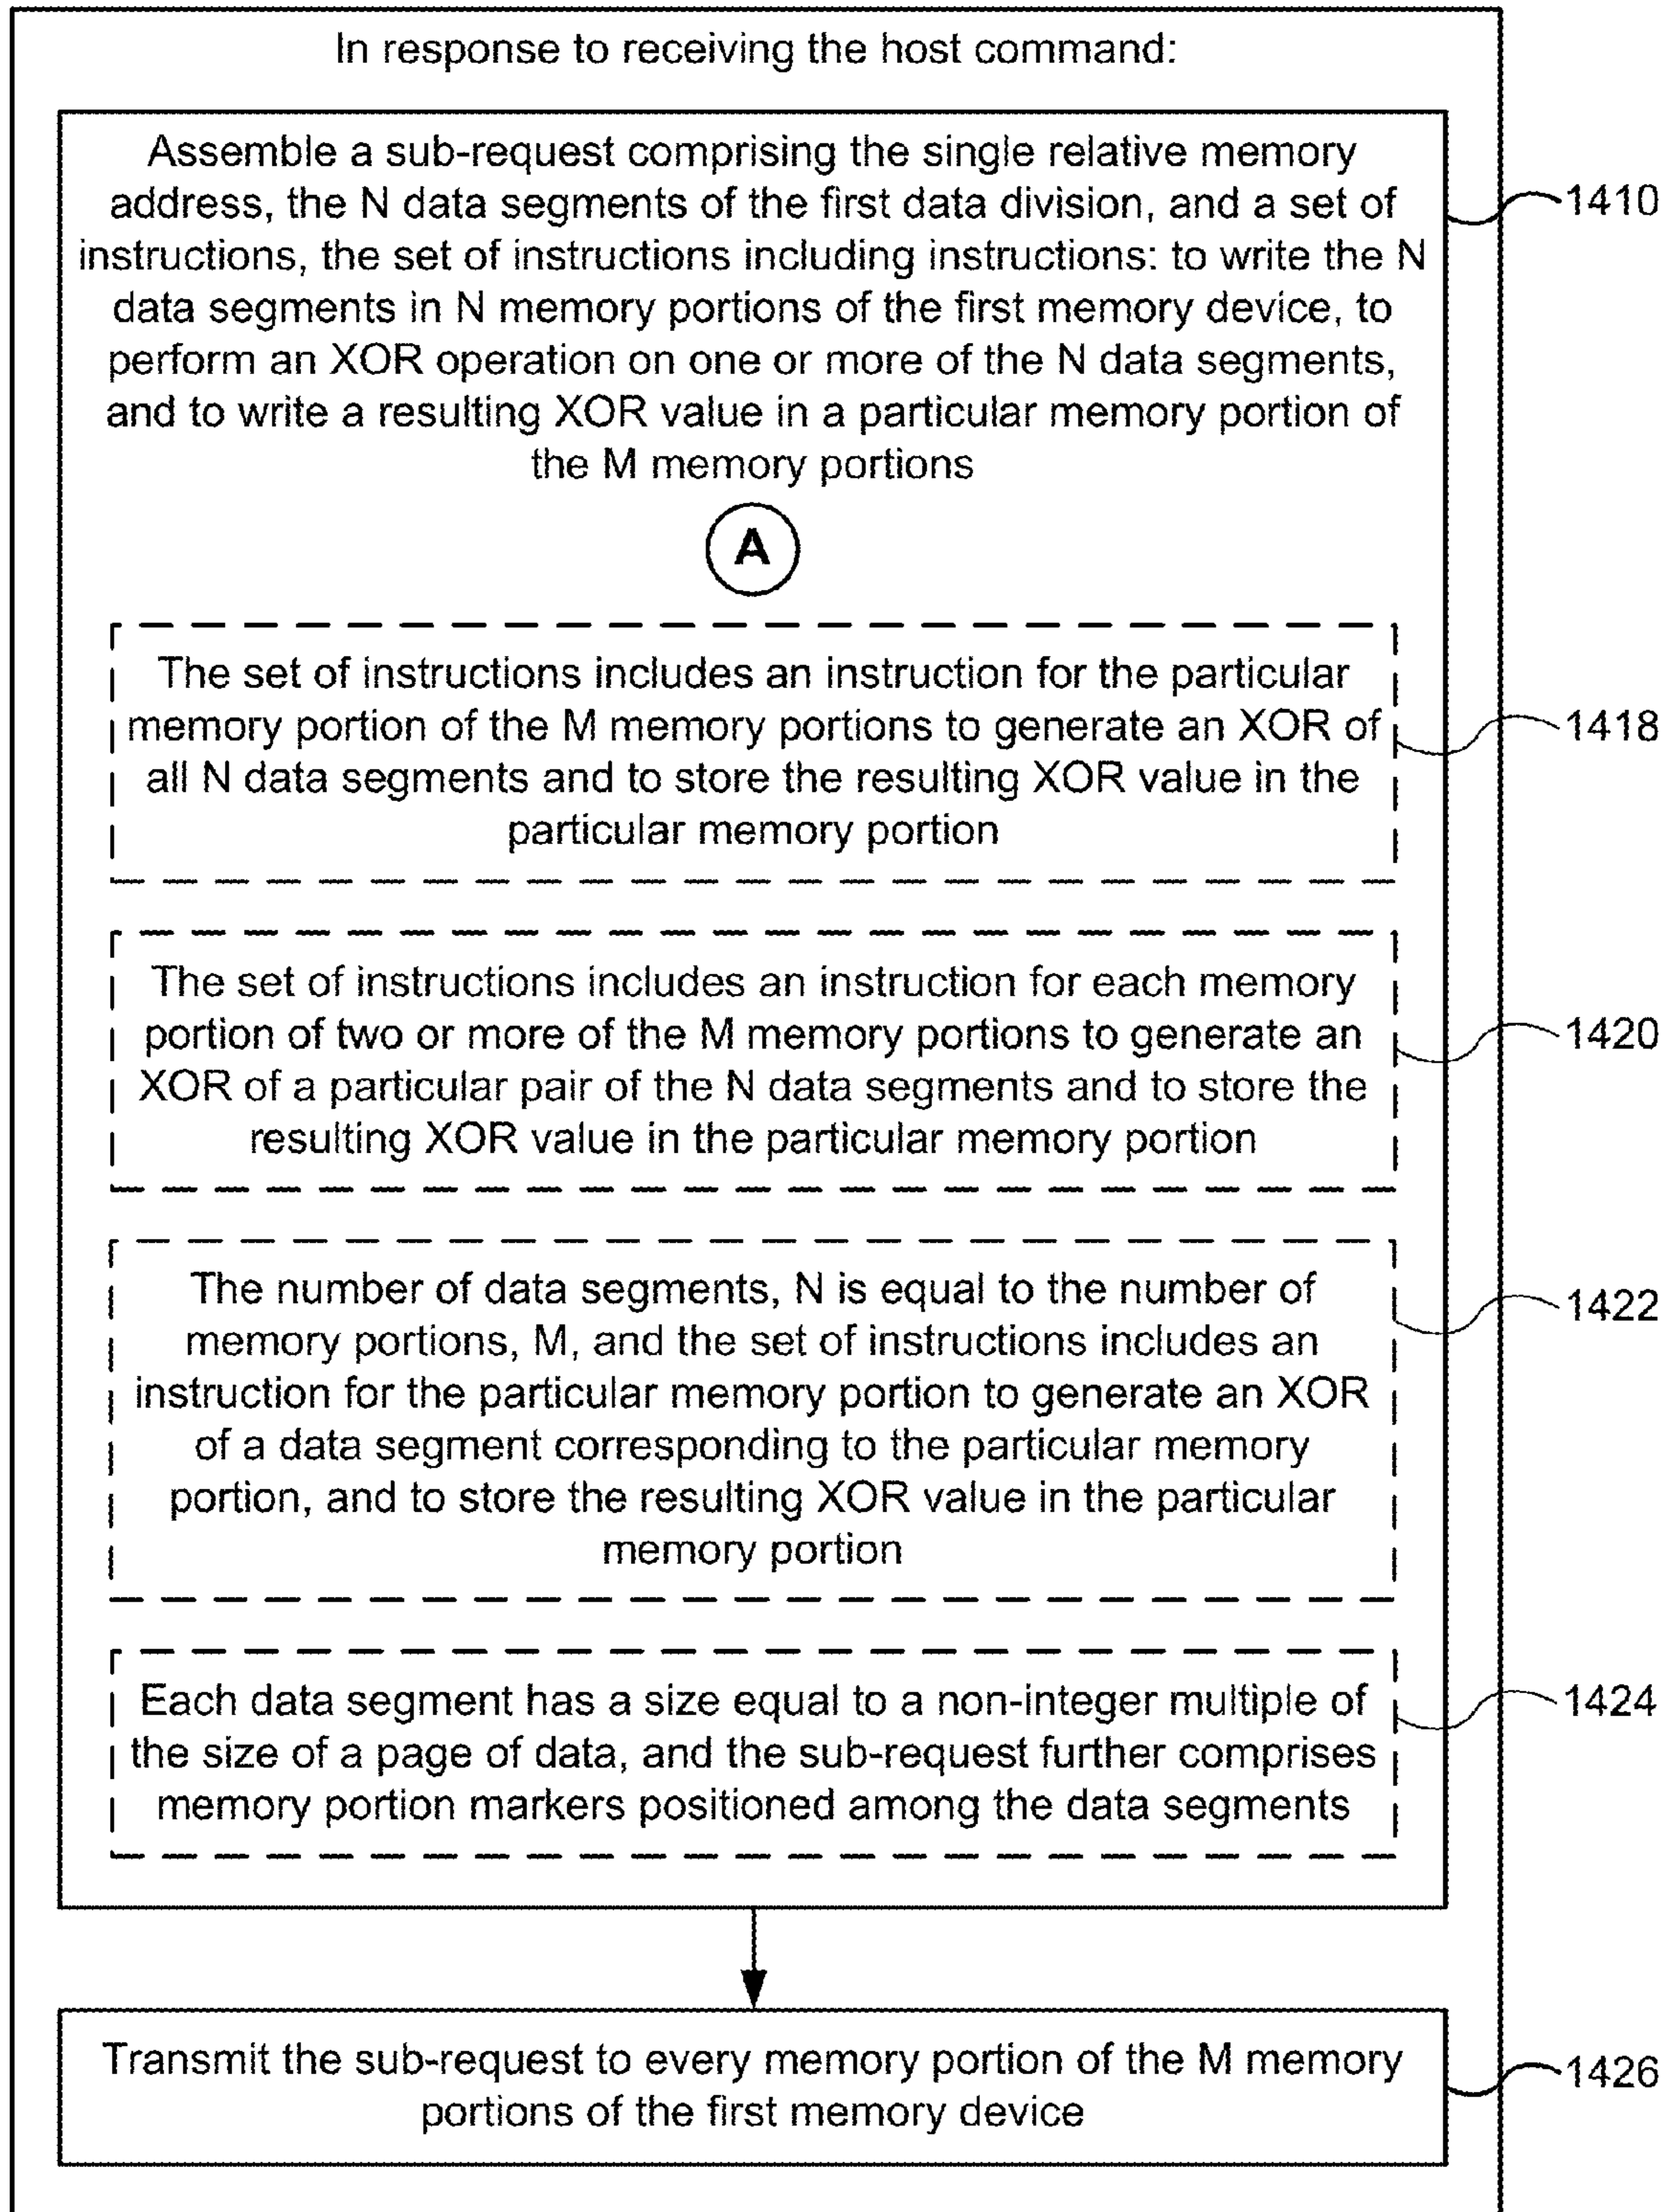 In response to receiving the host command:
Assemble a sub-request comprising the single relative memory
address, the N data segments of the first data division, and a set of
instructions, the set of instructions including instructions: to write the N
data segments in N memory portions of the first memory device, to
perform an XOR operation on one or more of the N data segments,
and to write a resulting XOR value in a particular memory portion of
the M memory portions
1410
A
The set of instructions includes an instruction for the particular
memory portion of the M memory portions to generate an XOR of
all N data segments and to store the resulting XOR value in the
particular memory portion
1418
The set of instructions includes an instruction for each memory
portion of two or more of the M memory portions to generate an
XOR of a particular pair of the N data segments and to store the
resulting XOR value in the particular memory portion
1420
The number of data segments, N is equal to the number of
memory portions, M, and the set of instructions includes an
instruction for the particular memory portion to generate an XOR
of a data segment corresponding to the particular memory
portion, and to store the resulting XOR value in the particular
memory portion
1422
Each data segment has a size equal to a non-integer multiple of
the size of a page of data, and the sub-request further comprises
memory portion markers positioned among the data segments
1424
Transmit the sub-request to every memory portion of the M memory
portions of the first memory device
1426